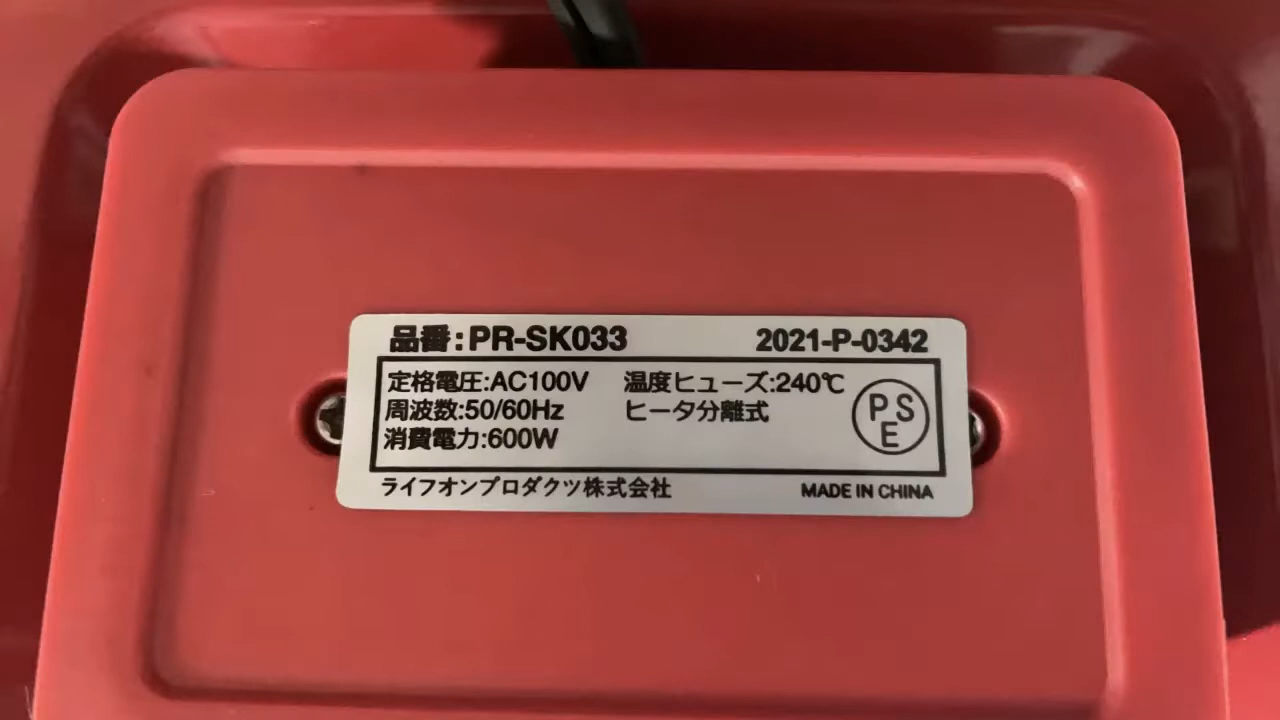 品番:PR-SK033 2021-P-0342
定格電圧:AC100V 温度ヒューズ:240℃
周波数:50/60Hz ヒータ分離式
消費電力:600W
PSE
ライフオンプロダクツ株式会社 MADE IN CHINA